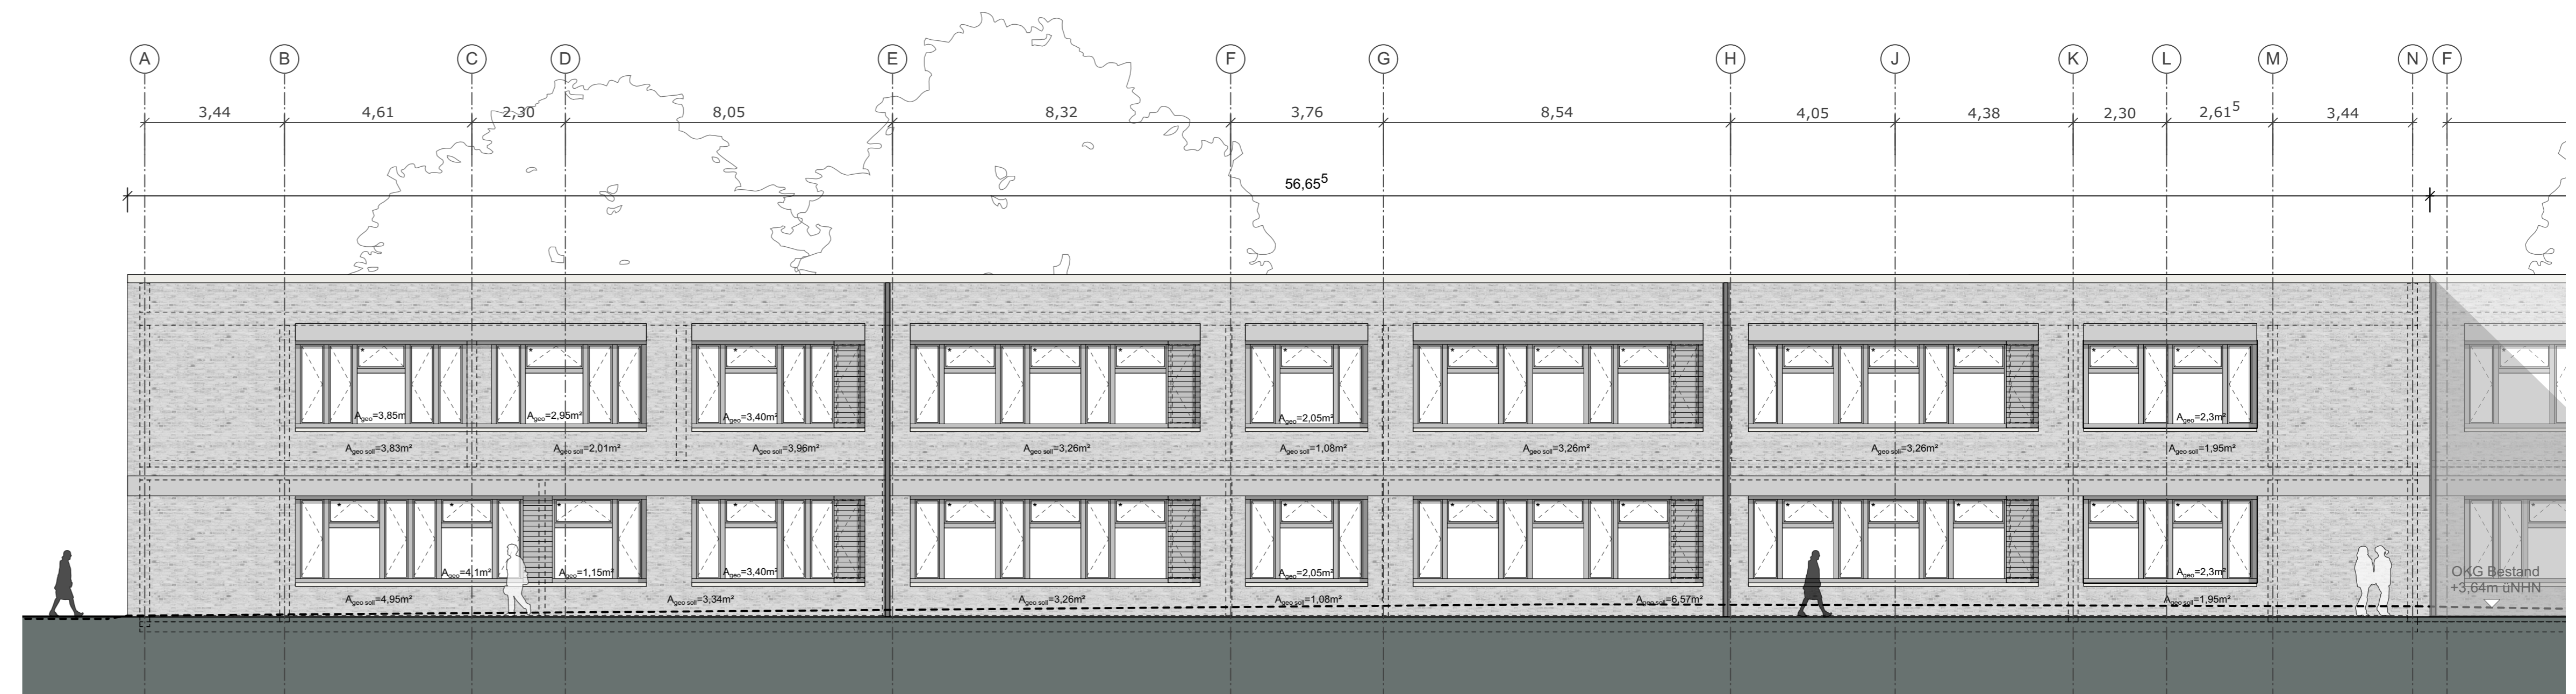 A B C D E F G H J K L M N F
3,44 4,61 2,30 8,05 8,32 3,76 8,54 4,05 4,38 2,30 2,61⁵ 3,44
56,65⁵
* * * * * * * * * * * * * * * *
Ageo=3,85m Ageo=2,95m² Ageo=3,40m² Ageo=2,05m² Ageo=2,3m²
Ageo soll=3,83m² Ageo soll=2,01m² Ageo soll=3,96m² Ageo soll=3,26m² Ageo soll=1,08m² Ageo soll=3,26m² Ageo soll=3,26m² Ageo soll=1,95m²
* * * * * * * * * * * * * * * * *
Ageo=4,1m² Ageo=1,15m² Ageo=3,40m² Ageo=2,05m² Ageo=2,3m²
Ageo soll=4,95m² Ageo soll=3,34m² Ageo soll=3,26m² Ageo soll=1,08m² Ageo soll=6,57m² Ageo soll=1,95m²
OKG Bestand
+3,64m üNHN